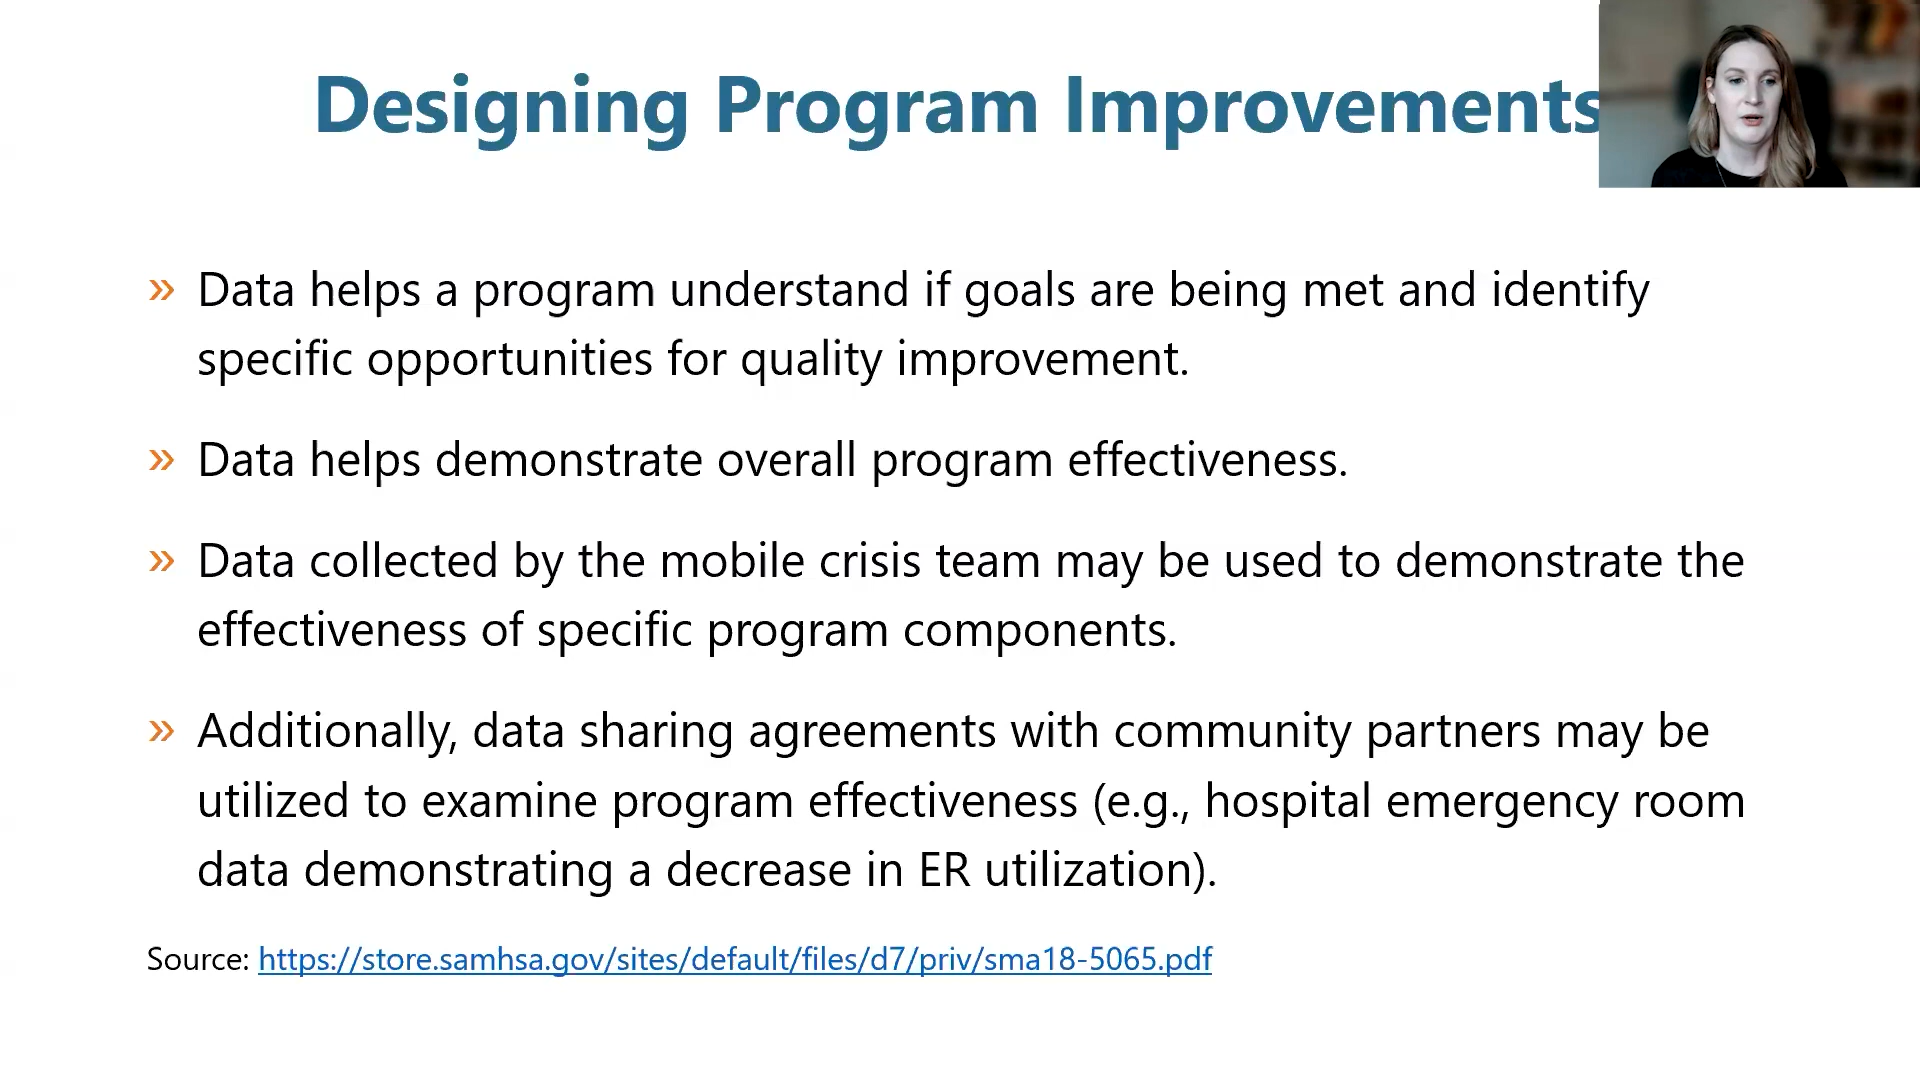 Designing Program Improvements
» Data helps a program understand if goals are being met and identify
specific opportunities for quality improvement.
» Data helps demonstrate overall program effectiveness.
» Data collected by the mobile crisis team may be used to demonstrate the
effectiveness of specific program components.
» Additionally, data sharing agreements with community partners may be
utilized to examine program effectiveness (e.g., hospital emergency room
data demonstrating a decrease in ER utilization).
Source: https://store.samhsa.gov/sites/default/files/d7/priv/sma18-5065.pdf